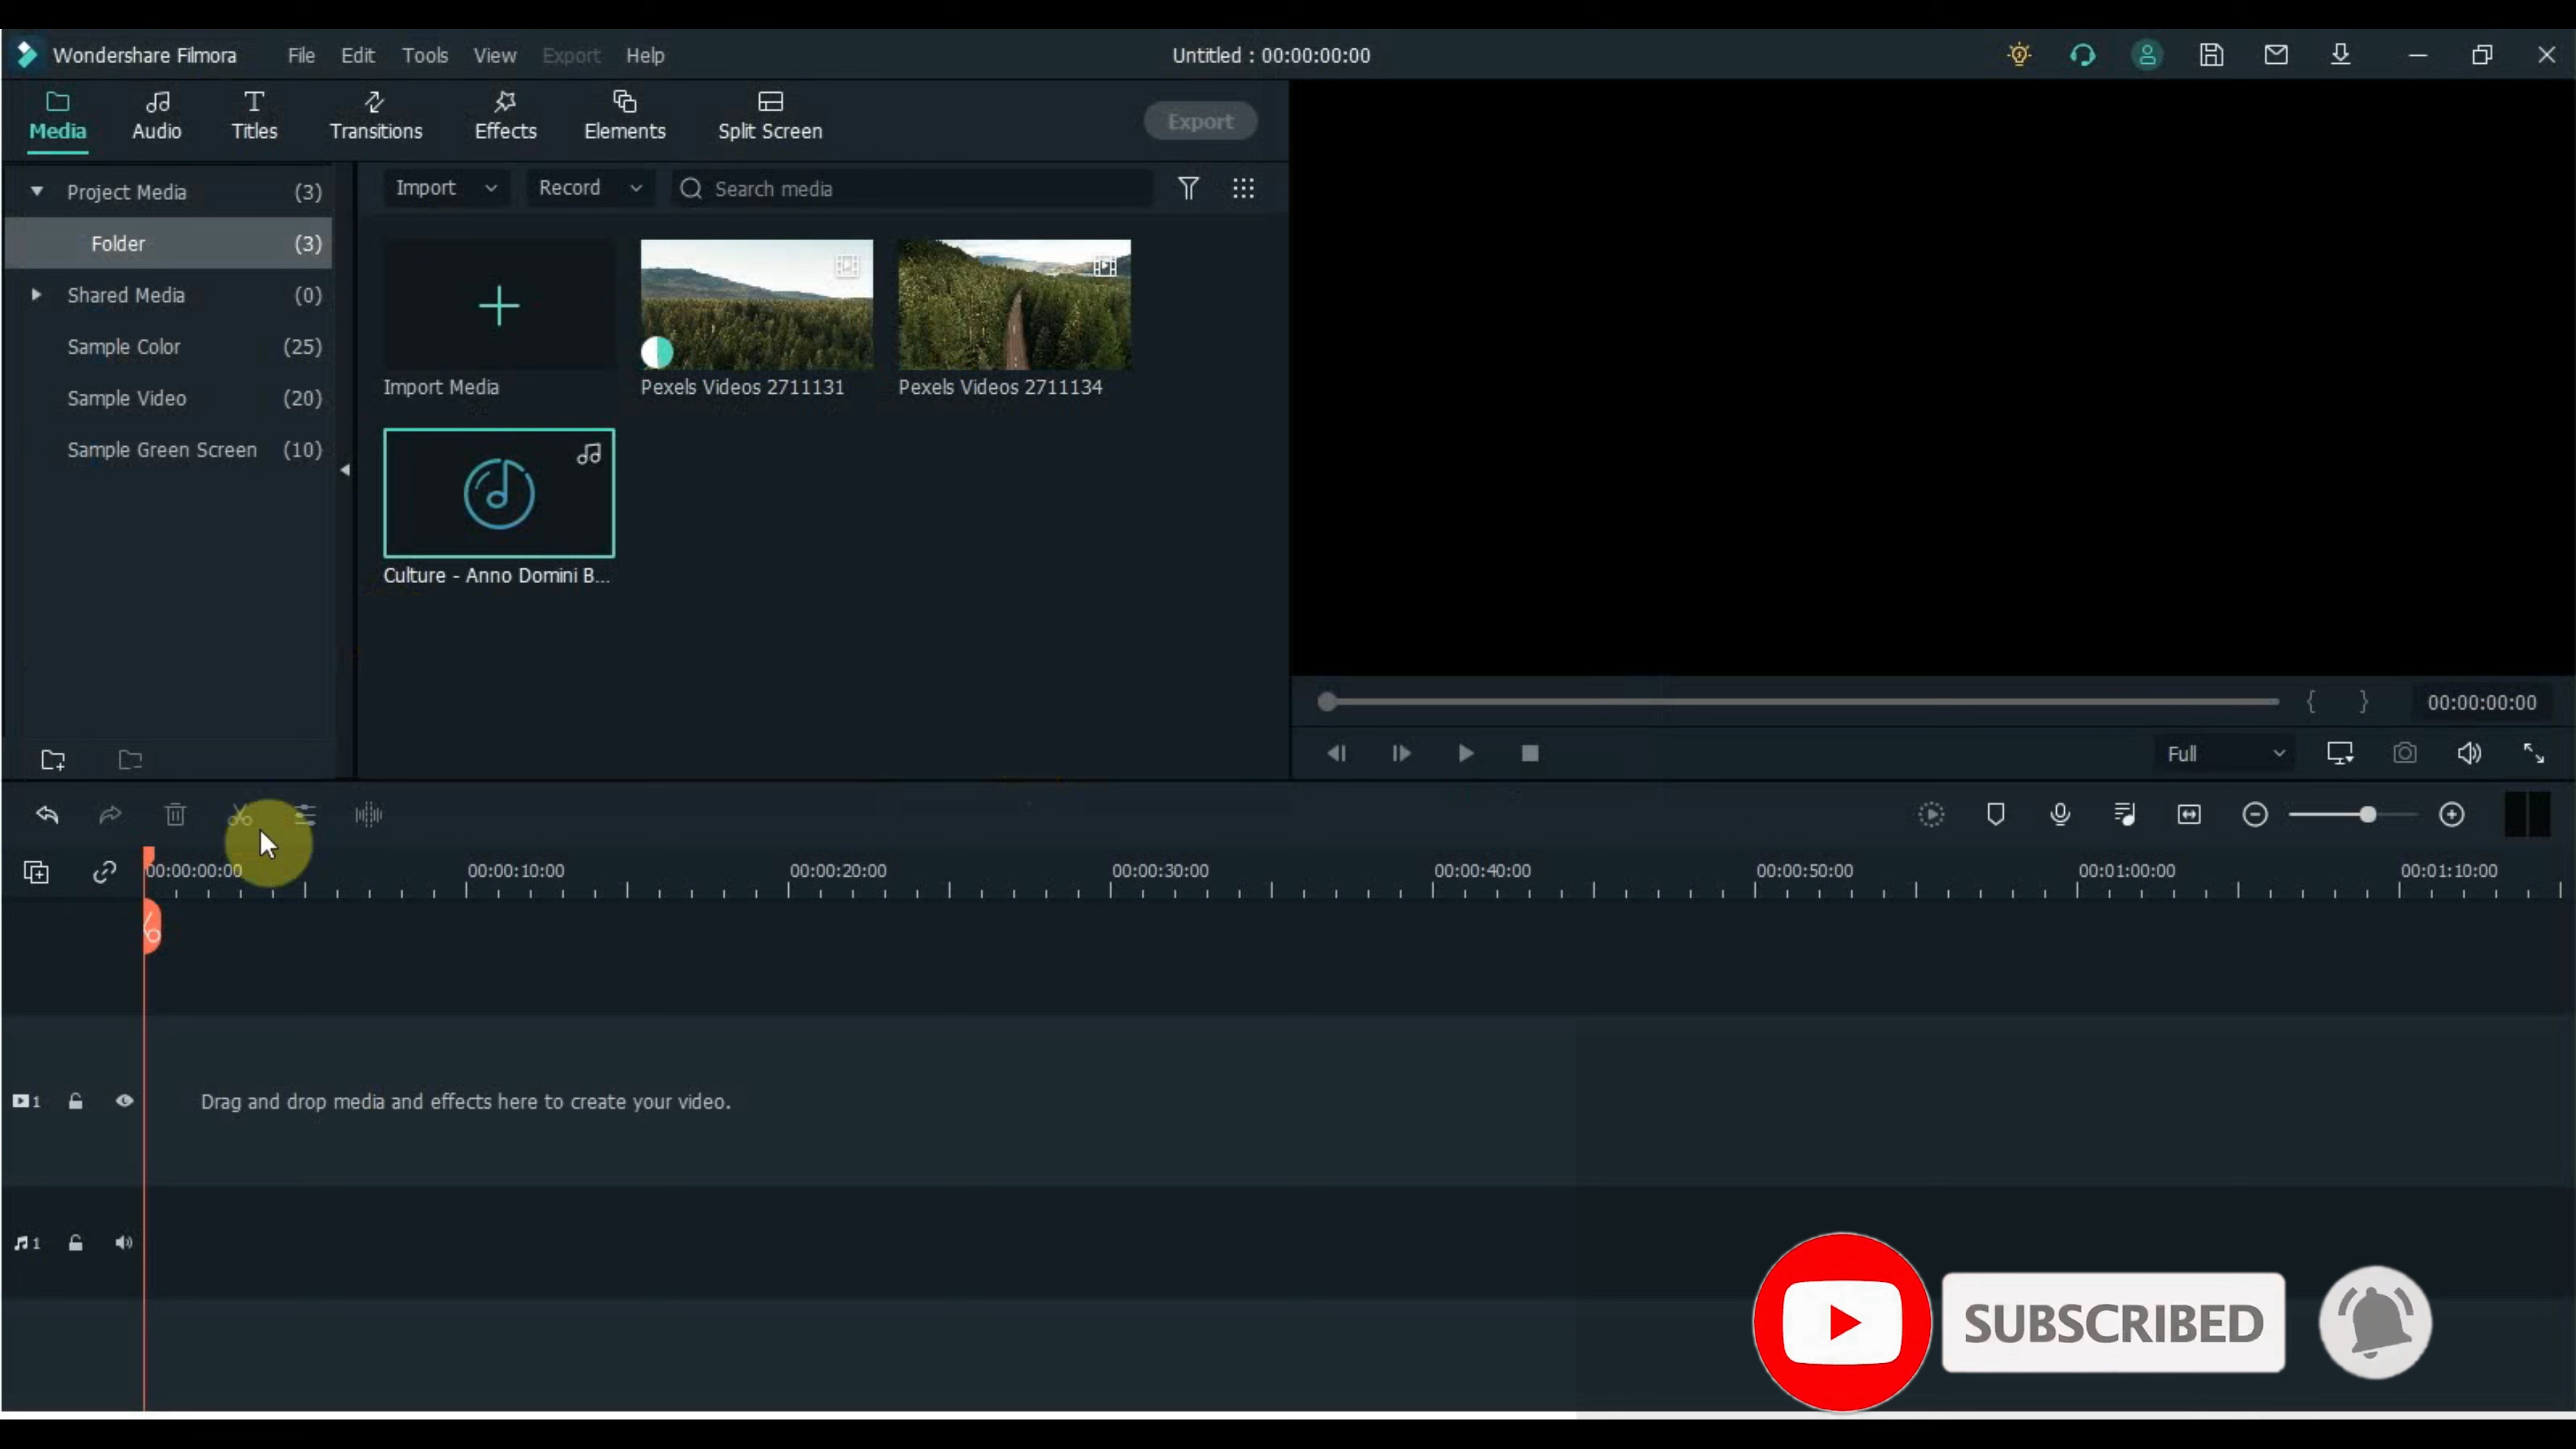 Wondershare Filmora File Edit Tools View Export Help Untitled : 00:00:00:00
Media Audio Titles Transitions Effects Elements Split Screen Export
Project Media (3)
Folder (3)
Shared Media (0)
Sample Color (25)
Sample Video (20)
Sample Green Screen (10)
Import Record Search media
Import Media Pexels Videos 2711131 Pexels Videos 2711134
Culture - Anno Domini B...
00:00:00:00
Full
00:00:00:00 00:00:10:00 00:00:20:00 00:00:30:00 00:00:40:00 00:00:50:00 00:01:00:00 00:01:10:00
1 Drag and drop media and effects here to create your video.
1
SUBSCRIBED